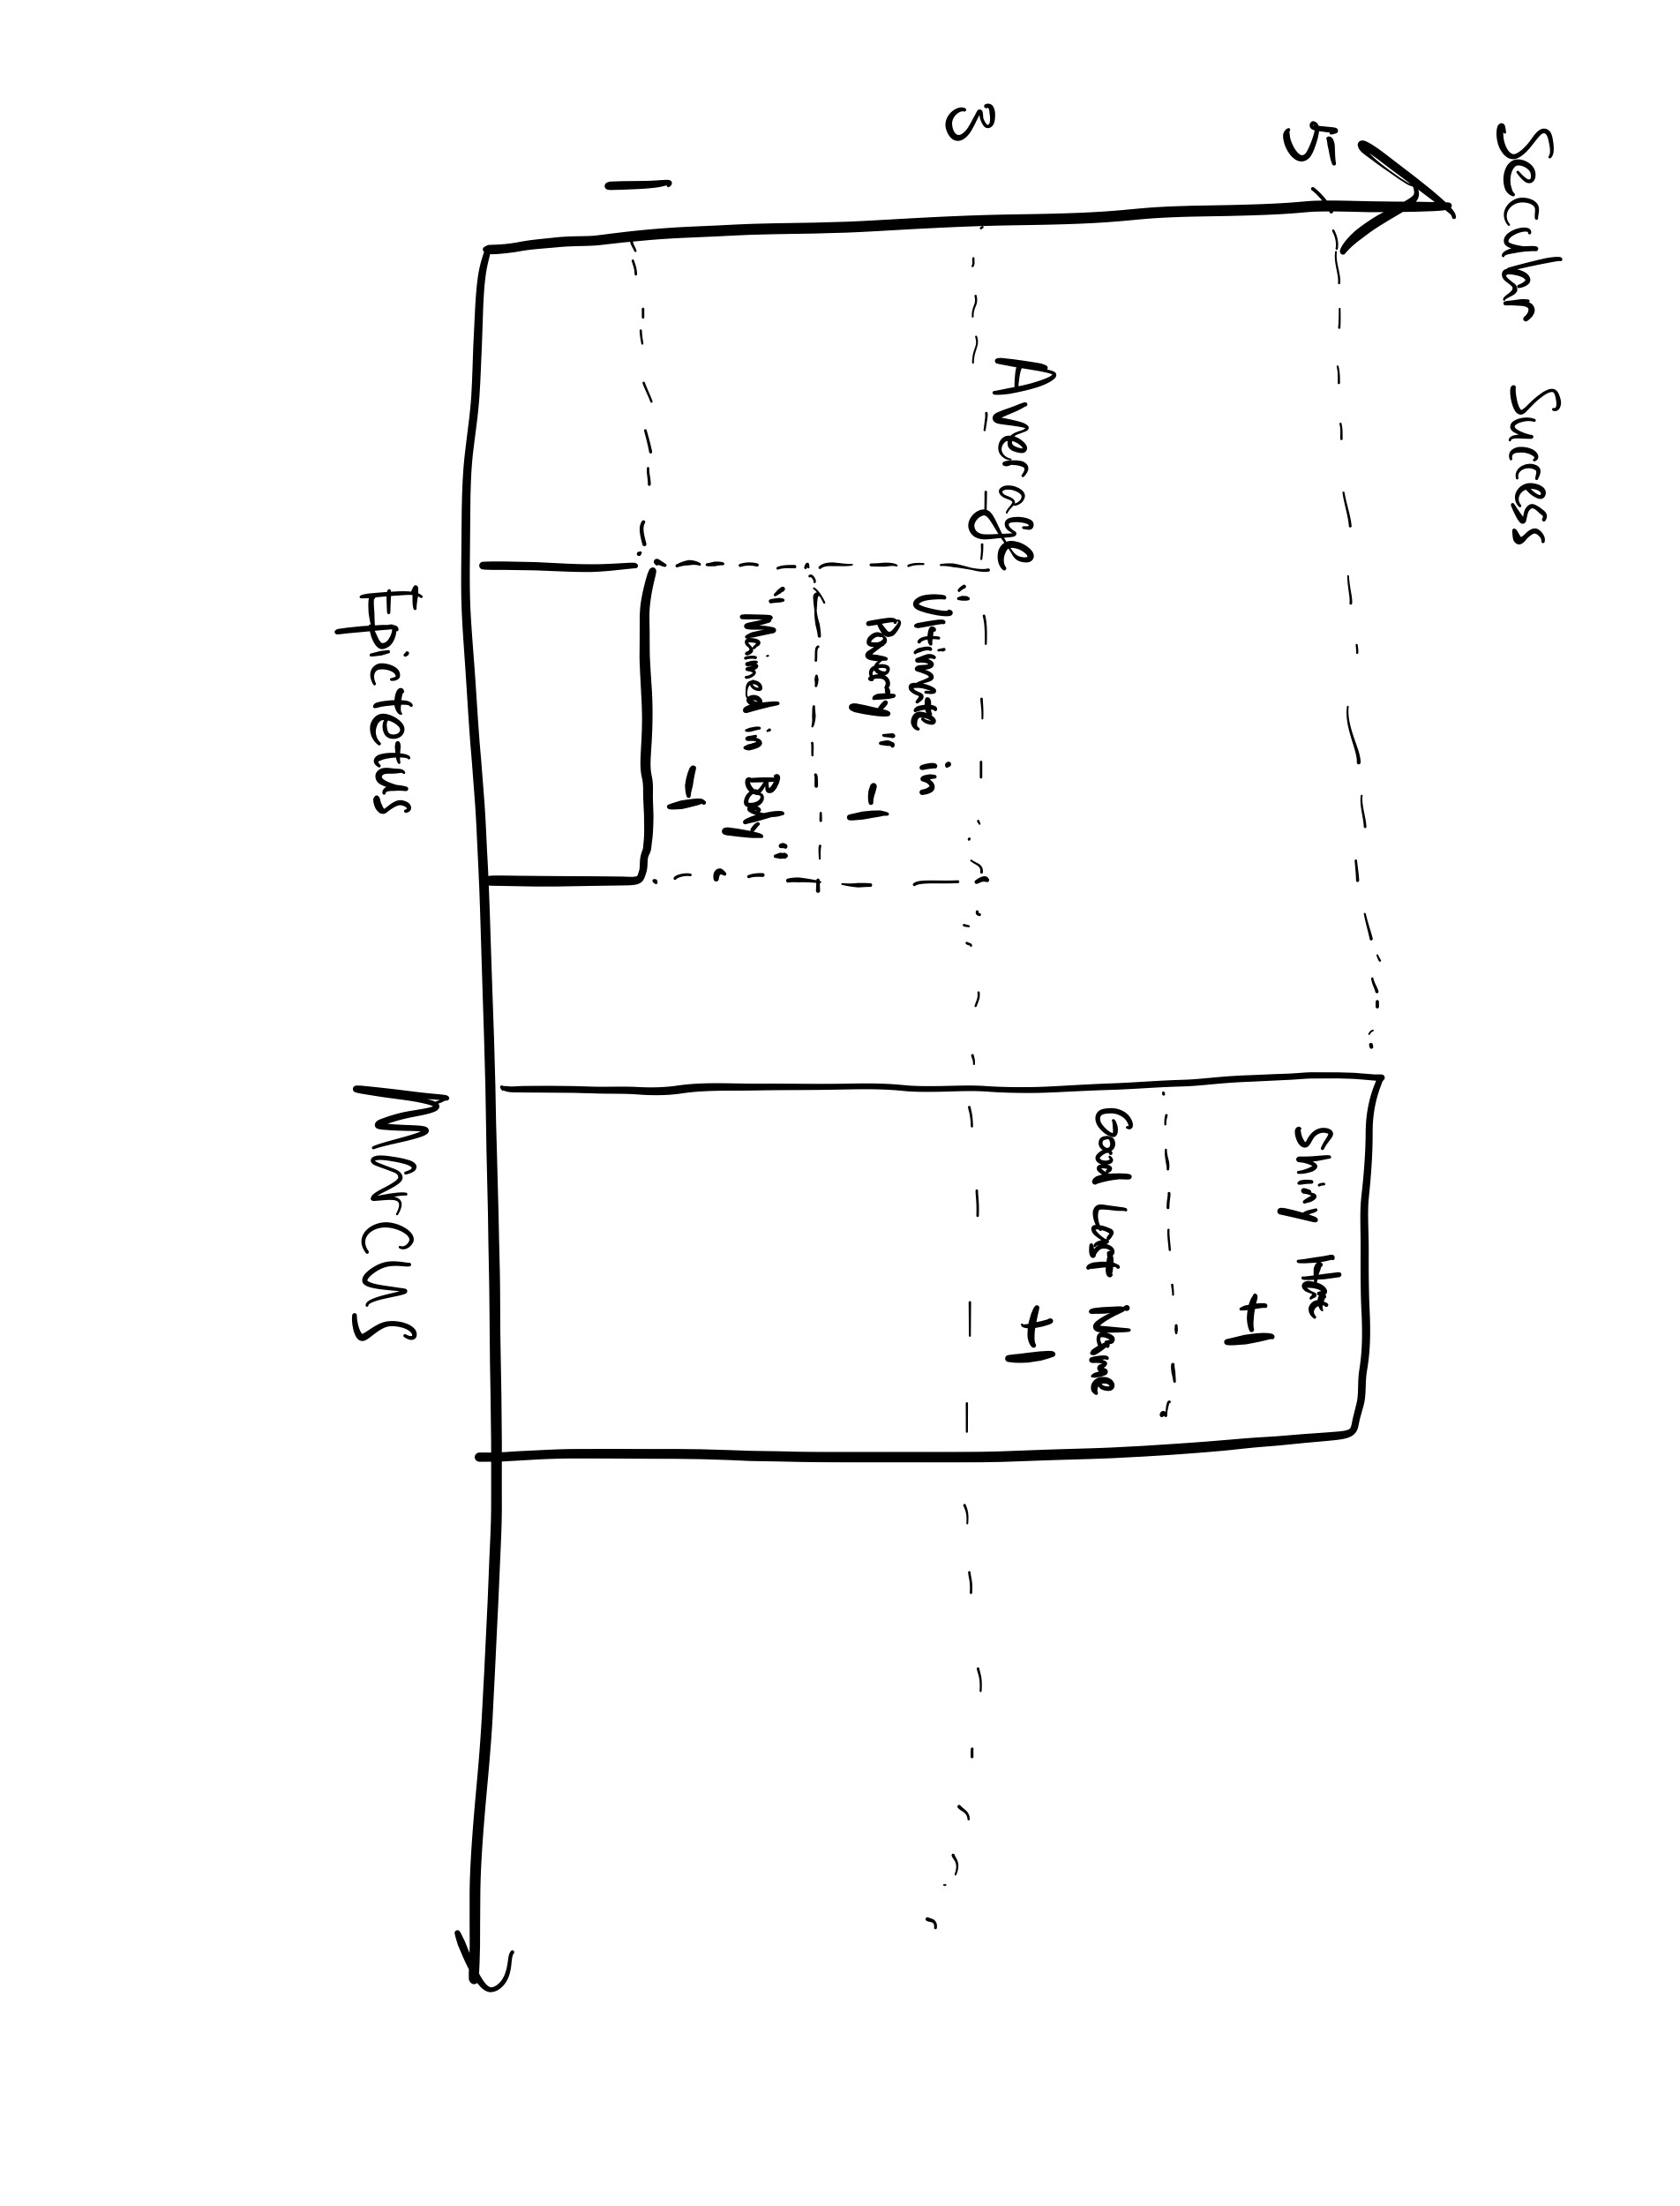 Secular Success
5
Shiny Hat
+1
Good Last Name
+1
Average
3
"Ultimate in
Poverty" -1
"Maimed in Body"
-1
1
Epictetus
Marcus